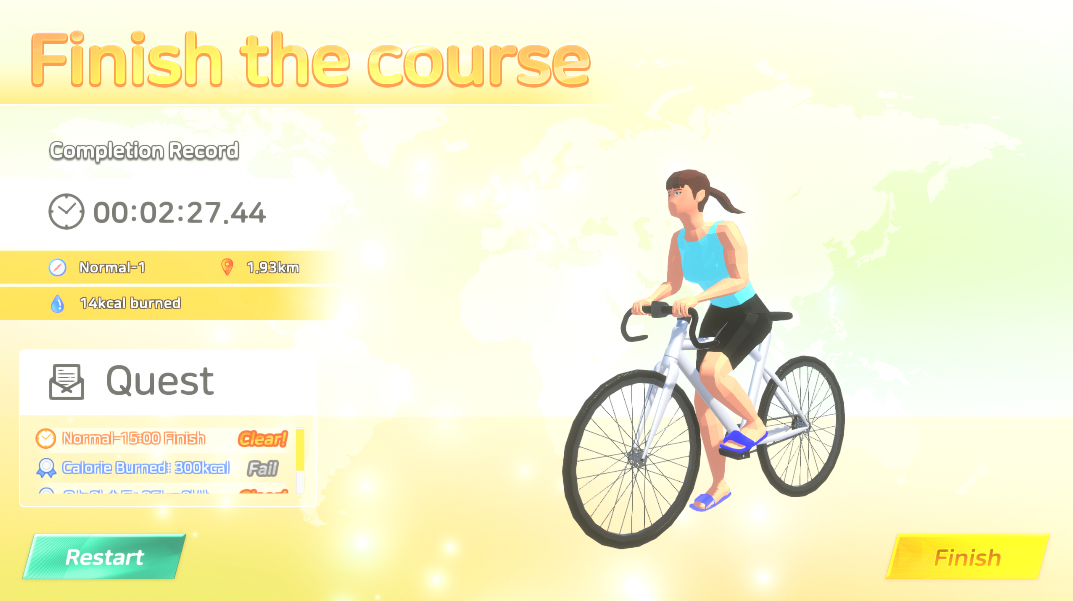 Finish the course
Completion Record
00:02:27.44
Normal-1 1.93km
14kcal burned
Quest
Normal-15:00 Finish Clear!
Calorie Burned: 300kcal Fail
Restart
Finish